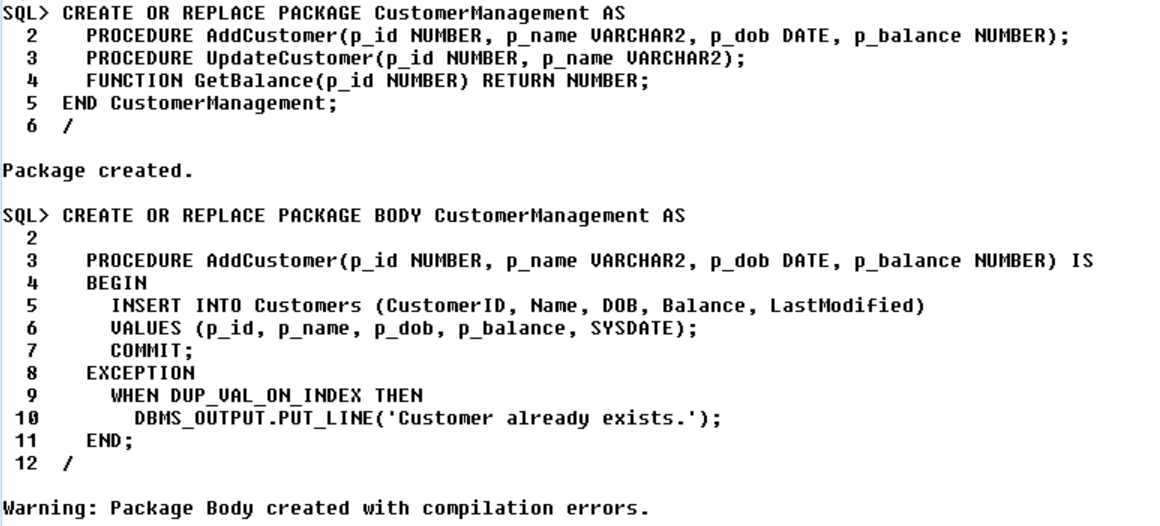 SQL> CREATE OR REPLACE PACKAGE CustomerManagement AS
  2    PROCEDURE AddCustomer(p_id NUMBER, p_name VARCHAR2, p_dob DATE, p_balance NUMBER);
  3    PROCEDURE UpdateCustomer(p_id NUMBER, p_name VARCHAR2);
  4    FUNCTION GetBalance(p_id NUMBER) RETURN NUMBER;
  5  END CustomerManagement;
  6  /
Package created.
SQL> CREATE OR REPLACE PACKAGE BODY CustomerManagement AS
  2
  3    PROCEDURE AddCustomer(p_id NUMBER, p_name VARCHAR2, p_dob DATE, p_balance NUMBER) IS
  4    BEGIN
  5      INSERT INTO Customers (CustomerID, Name, DOB, Balance, LastModified)
  6      VALUES (p_id, p_name, p_dob, p_balance, SYSDATE);
  7      COMMIT;
  8    EXCEPTION
  9      WHEN DUP_VAL_ON_INDEX THEN
 10        DBMS_OUTPUT.PUT_LINE('Customer already exists.');
 11    END;
 12  /
Warning: Package Body created with compilation errors.